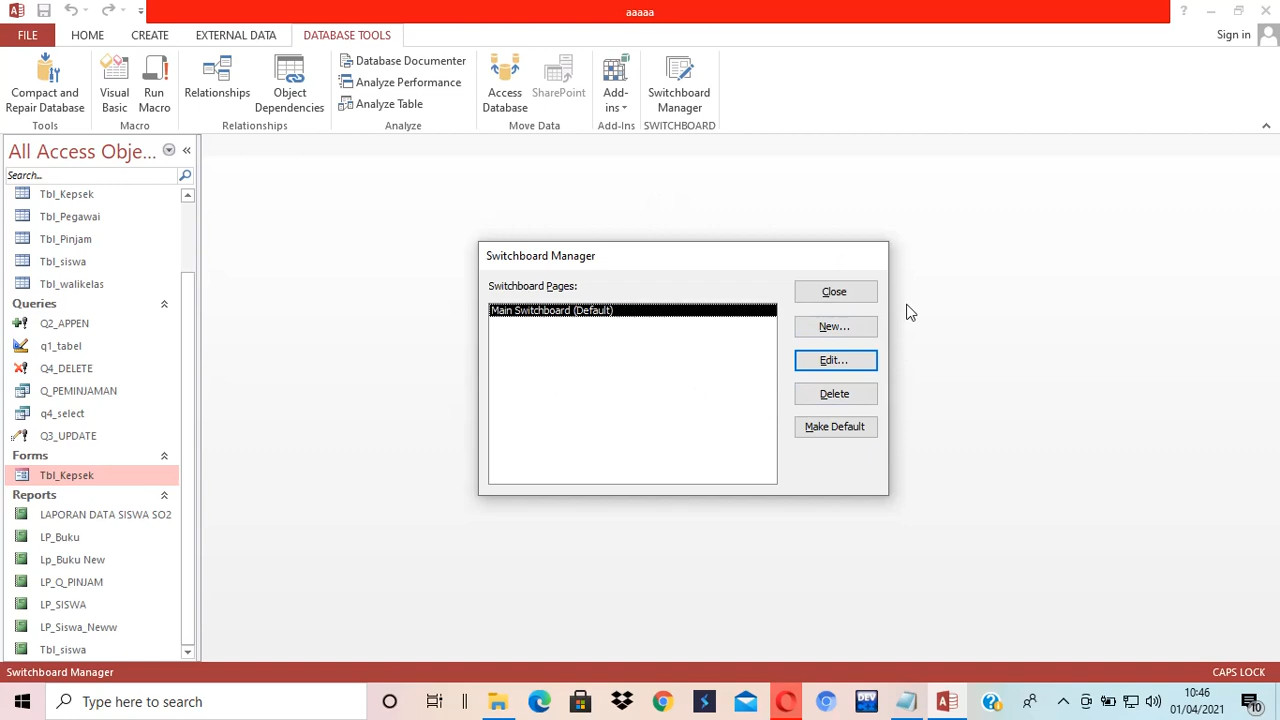 aaaaa
FILE HOME CREATE EXTERNAL DATA DATABASE TOOLS Sign in
Compact and Repair Database
Visual Basic
Run Macro
Relationships
Object Dependencies
Database Documenter
Analyze Performance
Analyze Table
Access Database
SharePoint
Add-ins
Switchboard Manager
Tools Macro Relationships Analyze Move Data Add-Ins SWITCHBOARD
All Access Obje...
Search...
Tbl_Kepsek
Tbl_Pegawai
Tbl_Pinjam
Tbl_siswa
Tbl_walikelas
Queries
Q2_APPEN
q1_tabel
Q4_DELETE
Q_PEMINJAMAN
q4_select
Q3_UPDATE
Forms
Tbl_Kepsek
Reports
LAPORAN DATA SISWA SO2
LP_Buku
Lp_Buku New
LP_Q_PINJAM
LP_SISWA
LP_Siswa_Neww
Tbl_siswa
Switchboard Manager
Switchboard Pages:
Main Switchboard (Default)
Close
New...
Edit...
Delete
Make Default
Switchboard Manager CAPS LOCK
Type here to search
DEV
10:46
01/04/2021
10